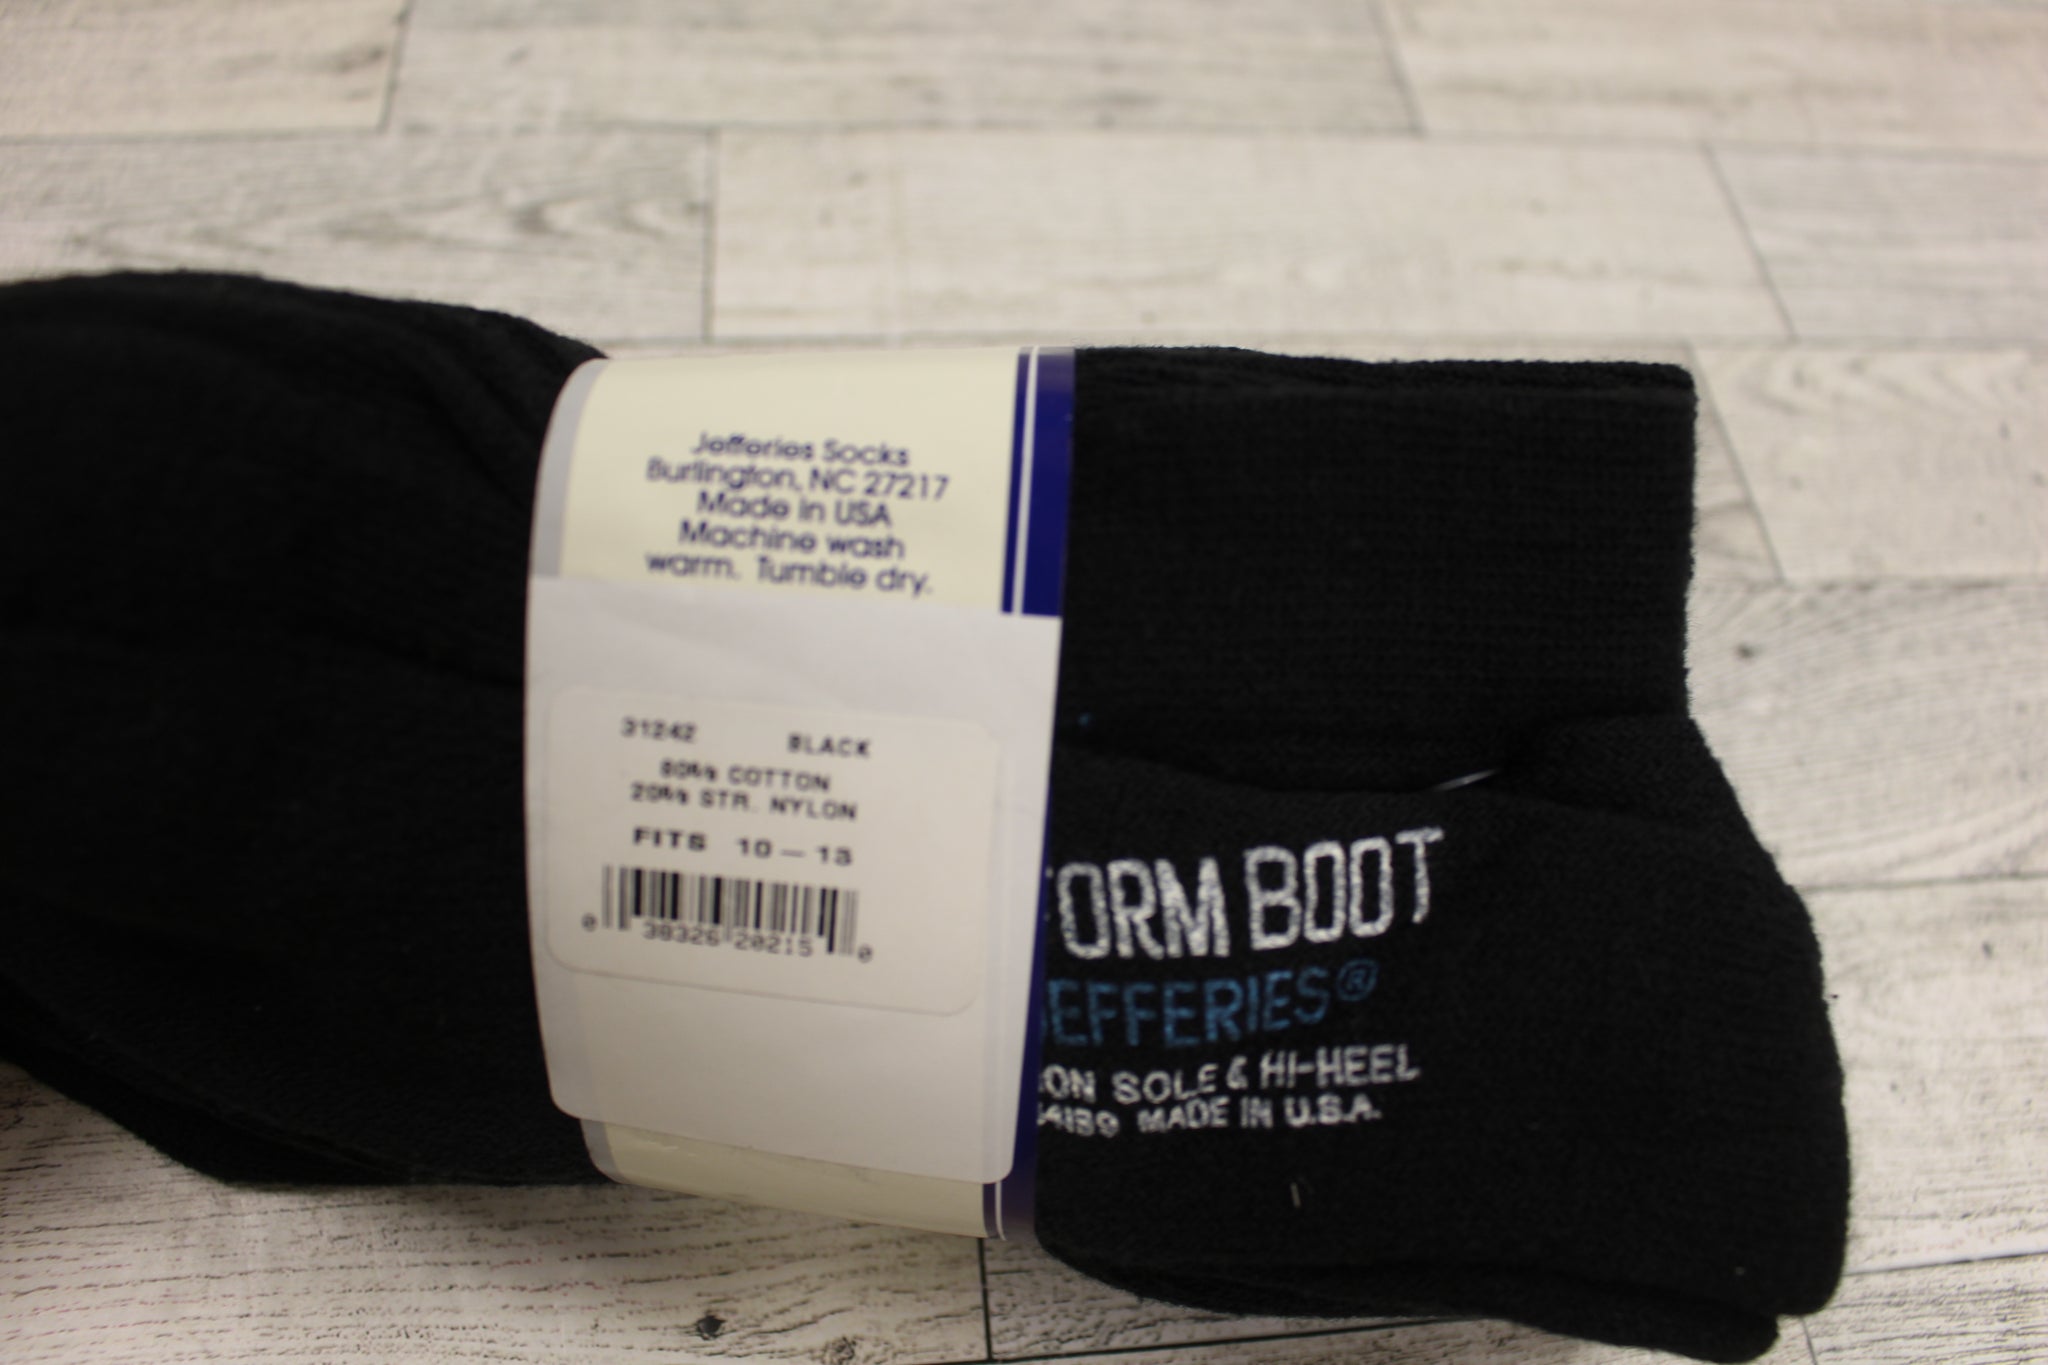 Jefferies Socks
Burlington, NC 27217
Made in USA
Machine wash
warm. Tumble dry.
31242 BLACK
80% COTTON
20% STR. NYLON
FITS 10 — 13
0 38326 20215 0
ORM BOOT
EFFERIES®
ON SOLE & HI-HEEL
MADE IN U.S.A.